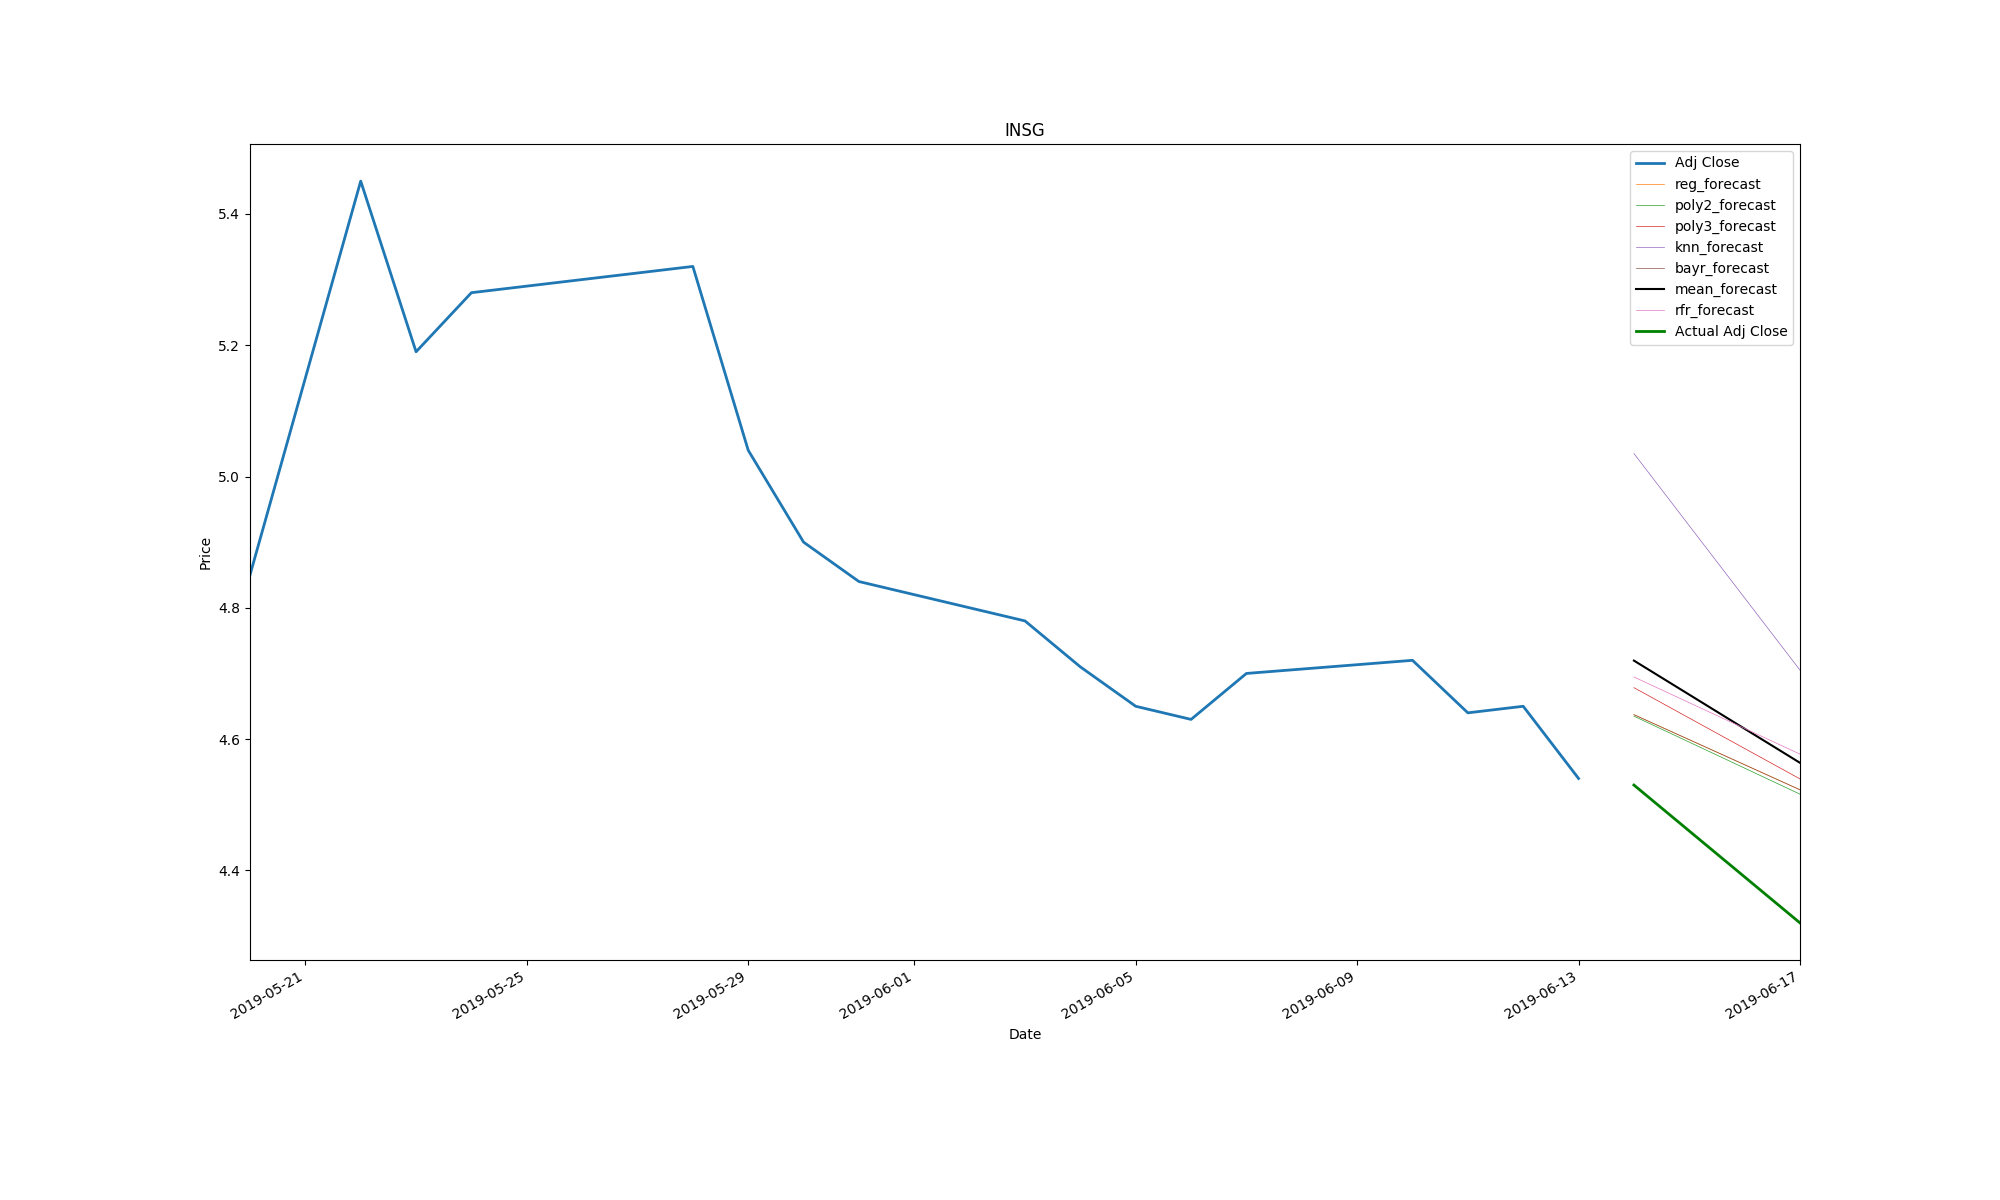 INSG
Adj Close
reg_forecast
poly2_forecast
poly3_forecast
knn_forecast
bayr_forecast
mean_forecast
rfr_forecast
Actual Adj Close
Price
5.4
5.2
5.0
4.8
4.6
4.4
2019-05-21
2019-05-25
2019-05-29
2019-06-01
2019-06-05
2019-06-09
2019-06-13
2019-06-17
Date